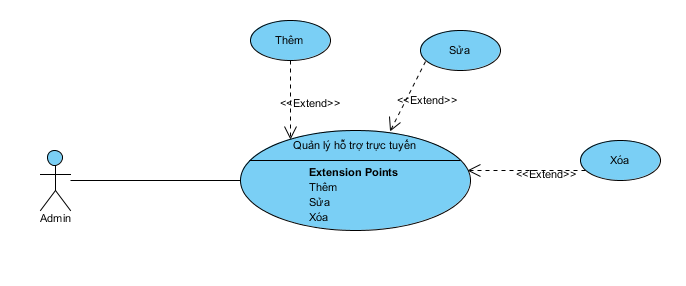 Thêm
Sửa
<<Extend>>
<<Extend>>
Quản lý hỗ trợ trực tuyến
Xóa
Extension Points
<<Extend>>
Thêm
Sửa
Xóa
Admin